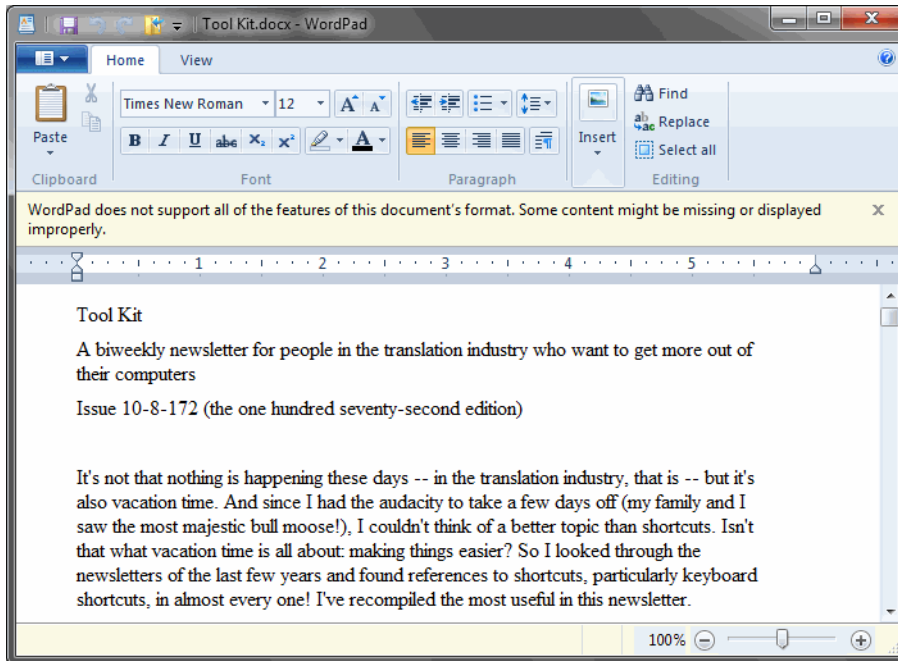 Tool Kit.docx - WordPad
Home View
Times New Roman 12
Find
Replace
Select all
Paste
Insert
B I U abc X₂ X²
A A
A
ab
ac
Clipboard Font Paragraph Editing
WordPad does not support all of the features of this document's format. Some content might be missing or displayed
improperly.
1 2 3 4 5
Tool Kit
A biweekly newsletter for people in the translation industry who want to get more out of
their computers
Issue 10-8-172 (the one hundred seventy-second edition)
It's not that nothing is happening these days -- in the translation industry, that is -- but it's
also vacation time. And since I had the audacity to take a few days off (my family and I
saw the most majestic bull moose!), I couldn't think of a better topic than shortcuts. Isn't
that what vacation time is all about: making things easier? So I looked through the
newsletters of the last few years and found references to shortcuts, particularly keyboard
shortcuts, in almost every one! I've recompiled the most useful in this newsletter.
100%